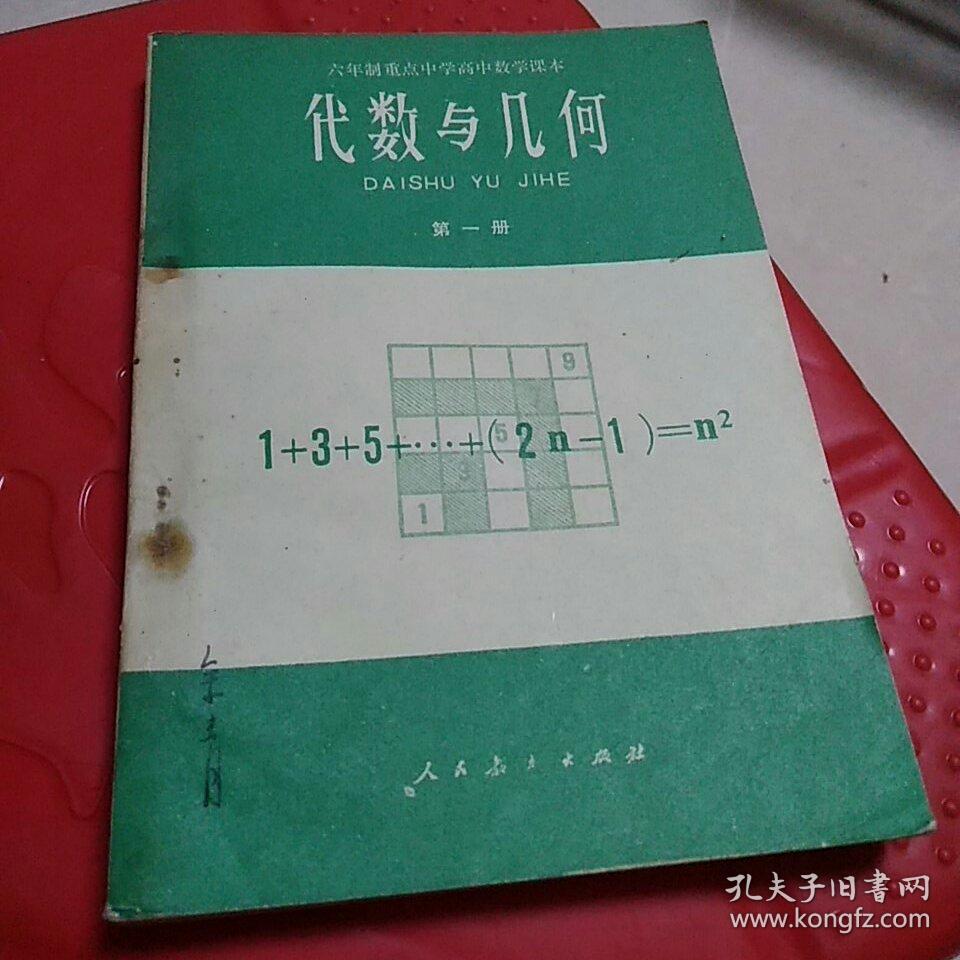 六年制重点中学高中数学课本
代数与几何
DAISHU YU JIHE
第一册
9
7
5
3
1
1+3+5+···+(2n-1)=n²
人民教育出版社
孔夫子旧書网
www.kongfz.com